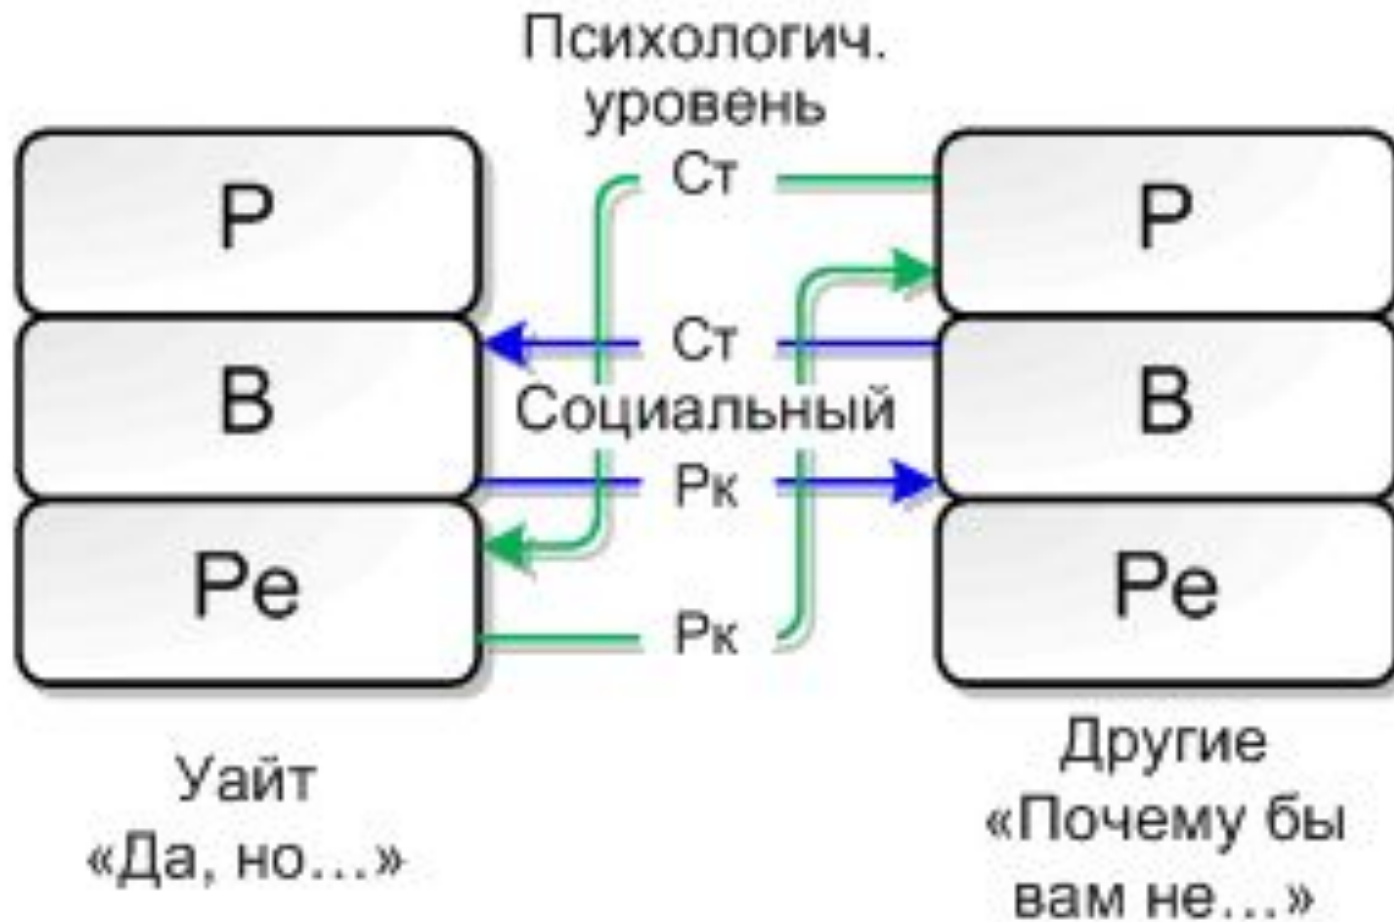 Психологич.
уровень
Ст
Р
Р
Ст
В
В
Социальный
Рк
Ре
Ре
Рк
Уайт
«Да, но...»
Другие
«Почему бы
вам не...»